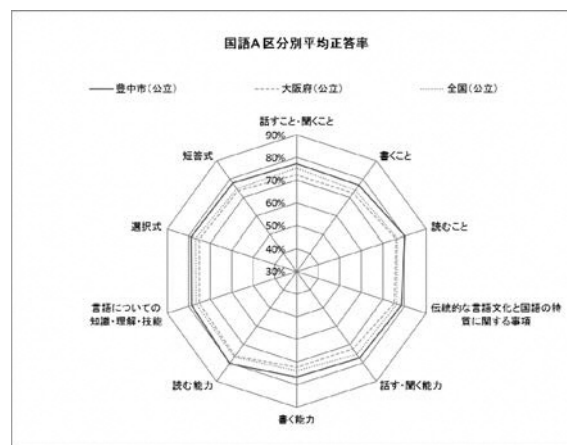 国語A区分別平均正答率
豊中市(公立)
大阪府(公立)
全国(公立)
話すこと・聞くこと
書くこと
読むこと
伝統的な言語文化と国語の特
質に関する事項
話す・聞く能力
書く能力
読む能力
言語についての
知識・理解・技能
選択式
短答式
90%
80%
70%
60%
50%
40%
30%